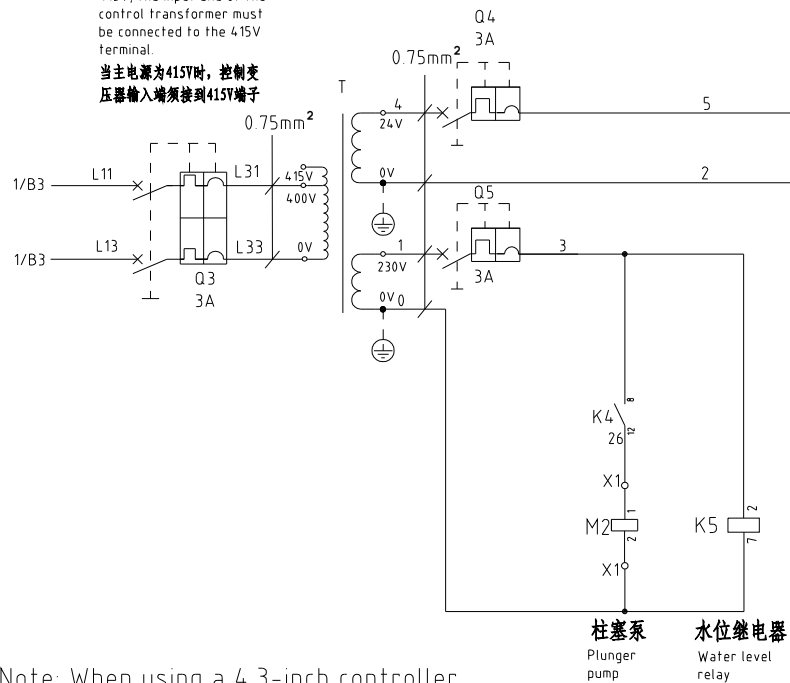 control transformer must
be connected to the 415V
terminal.
当主电源为415V时，控制变
压器输入端须接到415V端子
Q4
3A
0.75mm²
T
4
24V
5
0.75mm²
0V
2
L11
L31
415V
400V
1/B3
Q5
L13
L33
0V
1
230V
3
1/B3
Q3
3A
3A
0V 0
8
K4
26
12
X1
1
M2
2
2
K5
7
X1
柱塞泵
水位继电器
Plunger
pump
Water level
relay
Note: When using a 4.3-inch controller